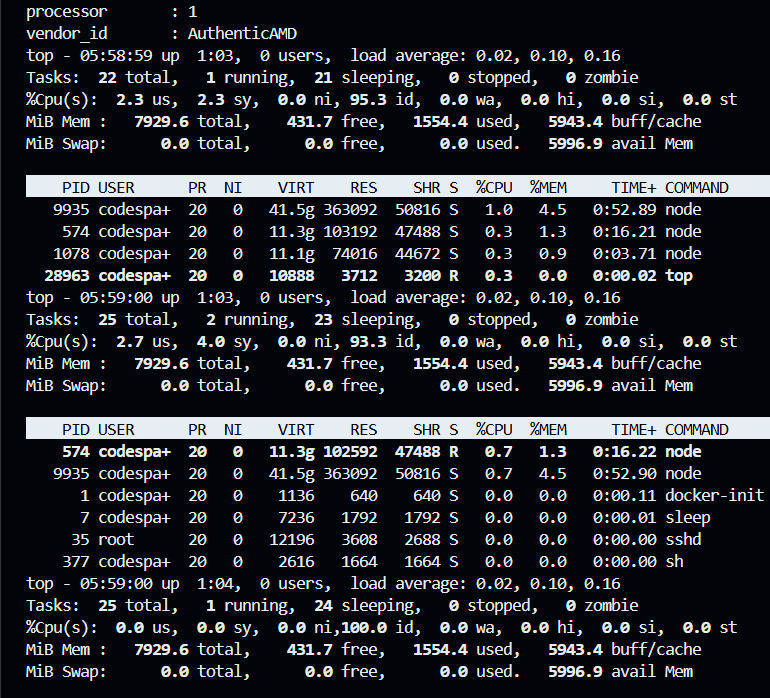 processor       : 1
vendor_id       : AuthenticAMD
top - 05:58:59 up  1:03,  0 users,  load average: 0.02, 0.10, 0.16
Tasks:  22 total,   1 running,  21 sleeping,   0 stopped,   0 zombie
%Cpu(s):  2.3 us,  2.3 sy,  0.0 ni, 95.3 id,  0.0 wa,  0.0 hi,  0.0 si,  0.0 st
MiB Mem :   7929.6 total,    431.7 free,   1554.4 used,   5943.4 buff/cache
MiB Swap:      0.0 total,      0.0 free,      0.0 used.   5996.9 avail Mem
    PID USER      PR  NI    VIRT    RES    SHR S  %CPU  %MEM     TIME+ COMMAND
   9935 codespa+  20   0   41.5g 363092  50816 S   1.0   4.5   0:52.89 node
    574 codespa+  20   0   11.3g 103192  47488 S   0.3   1.3   0:16.21 node
   1078 codespa+  20   0   11.1g  74016  44672 S   0.3   0.9   0:03.71 node
  28963 codespa+  20   0   10888   3712   3200 R   0.3   0.0   0:00.02 top
top - 05:59:00 up  1:03,  0 users,  load average: 0.02, 0.10, 0.16
Tasks:  25 total,   2 running,  23 sleeping,   0 stopped,   0 zombie
%Cpu(s):  2.7 us,  4.0 sy,  0.0 ni, 93.3 id,  0.0 wa,  0.0 hi,  0.0 si,  0.0 st
MiB Mem :   7929.6 total,    431.7 free,   1554.4 used,   5943.4 buff/cache
MiB Swap:      0.0 total,      0.0 free,      0.0 used.   5996.9 avail Mem
    PID USER      PR  NI    VIRT    RES    SHR S  %CPU  %MEM     TIME+ COMMAND
    574 codespa+  20   0   11.3g 102592  47488 R   0.7   1.3   0:16.22 node
   9935 codespa+  20   0   41.5g 363092  50816 S   0.7   4.5   0:52.90 node
      1 codespa+  20   0    1136    640    640 S   0.0   0.0   0:00.11 docker-init
      7 codespa+  20   0    7236   1792   1792 S   0.0   0.0   0:00.01 sleep
     35 root      20   0   12196   3608   2688 S   0.0   0.0   0:00.00 sshd
    377 codespa+  20   0    2616   1664   1664 S   0.0   0.0   0:00.00 sh
top - 05:59:00 up  1:04,  0 users,  load average: 0.02, 0.10, 0.16
Tasks:  25 total,   1 running,  24 sleeping,   0 stopped,   0 zombie
%Cpu(s):  0.0 us,  0.0 sy,  0.0 ni,100.0 id,  0.0 wa,  0.0 hi,  0.0 si,  0.0 st
MiB Mem :   7929.6 total,    431.7 free,   1554.4 used,   5943.4 buff/cache
MiB Swap:      0.0 total,      0.0 free,      0.0 used.   5996.9 avail Mem